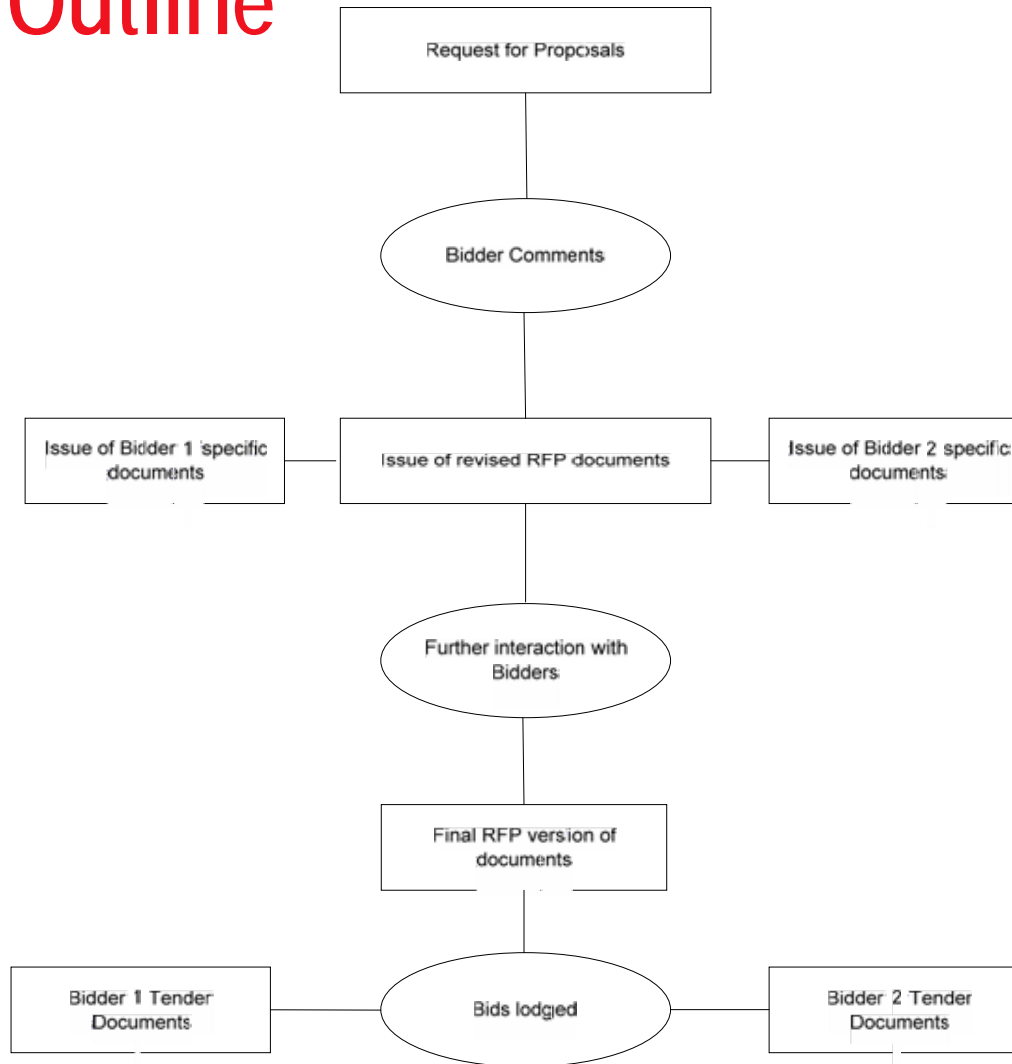 Outline
Request for Proposals
Bidder Comments
Issue of Bidder 1 specific
documents
Issue of revised RFP documents
Issue of Bidder 2 specific
documents
Further interaction with
Bidders
Final RFP version of
documents
Bidder 1 Tender
Documents
Bids lodged
Bidder 2 Tender
Documents